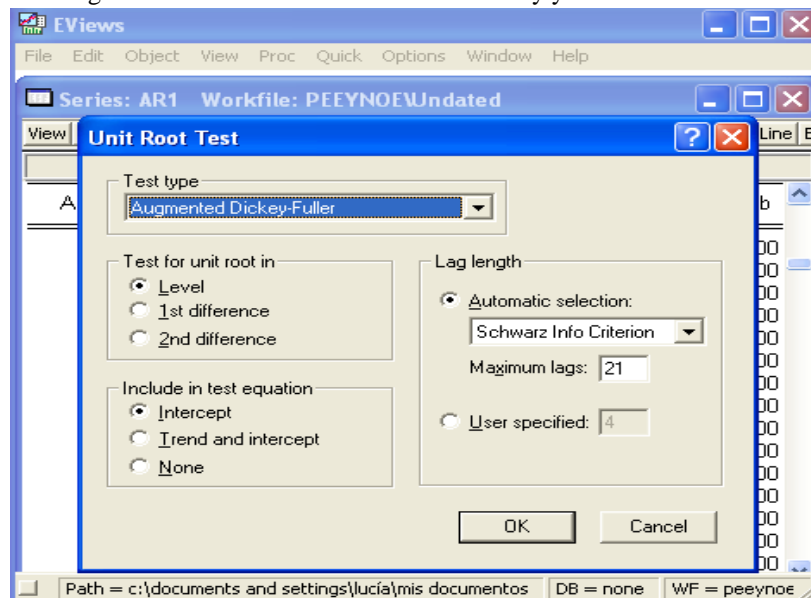 EViews
File Edit Object View Proc Quick Options Window Help
Series: AR1 Workfile: PEEYNOE\Undated
View
Line
Unit Root Test
Test type
Augmented Dickey-Fuller
Test for unit root in
Level
1st difference
2nd difference
Lag length
Automatic selection:
Schwarz Info Criterion
Maximum lags: 21
User specified: 4
Include in test equation
Intercept
Trend and intercept
None
OK Cancel
Path = c:\documents and settings\lucía\mis documentos DB = none WF = peeynoe